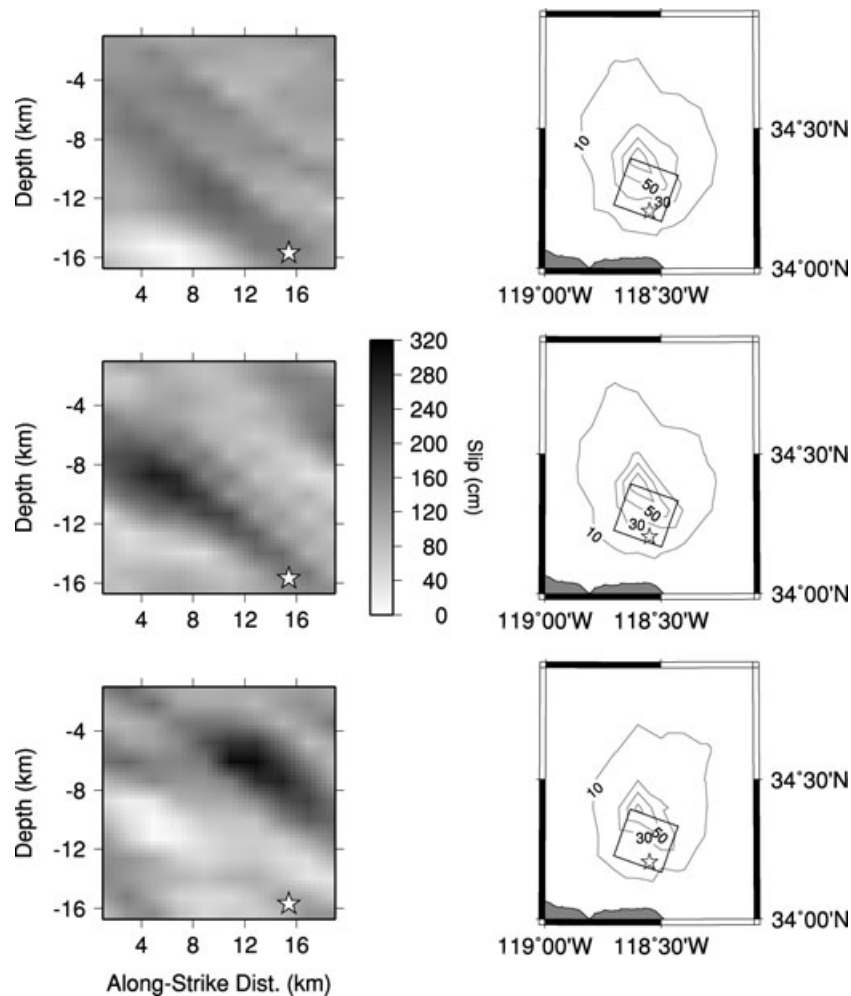 Depth (km)
-4
-8
-12
-16
4 8 12 16
10
50
30
34°30'N
34°00'N
119°00'W 118°30'W
Depth (km)
-4
-8
-12
-16
4 8 12 16
320
280
240
200
160
120
80
40
0
Slip (cm)
50
30
10
34°30'N
34°00'N
119°00'W 118°30'W
Depth (km)
-4
-8
-12
-16
4 8 12 16
Along-Strike Dist. (km)
10
50
30
34°30'N
34°00'N
119°00'W 118°30'W